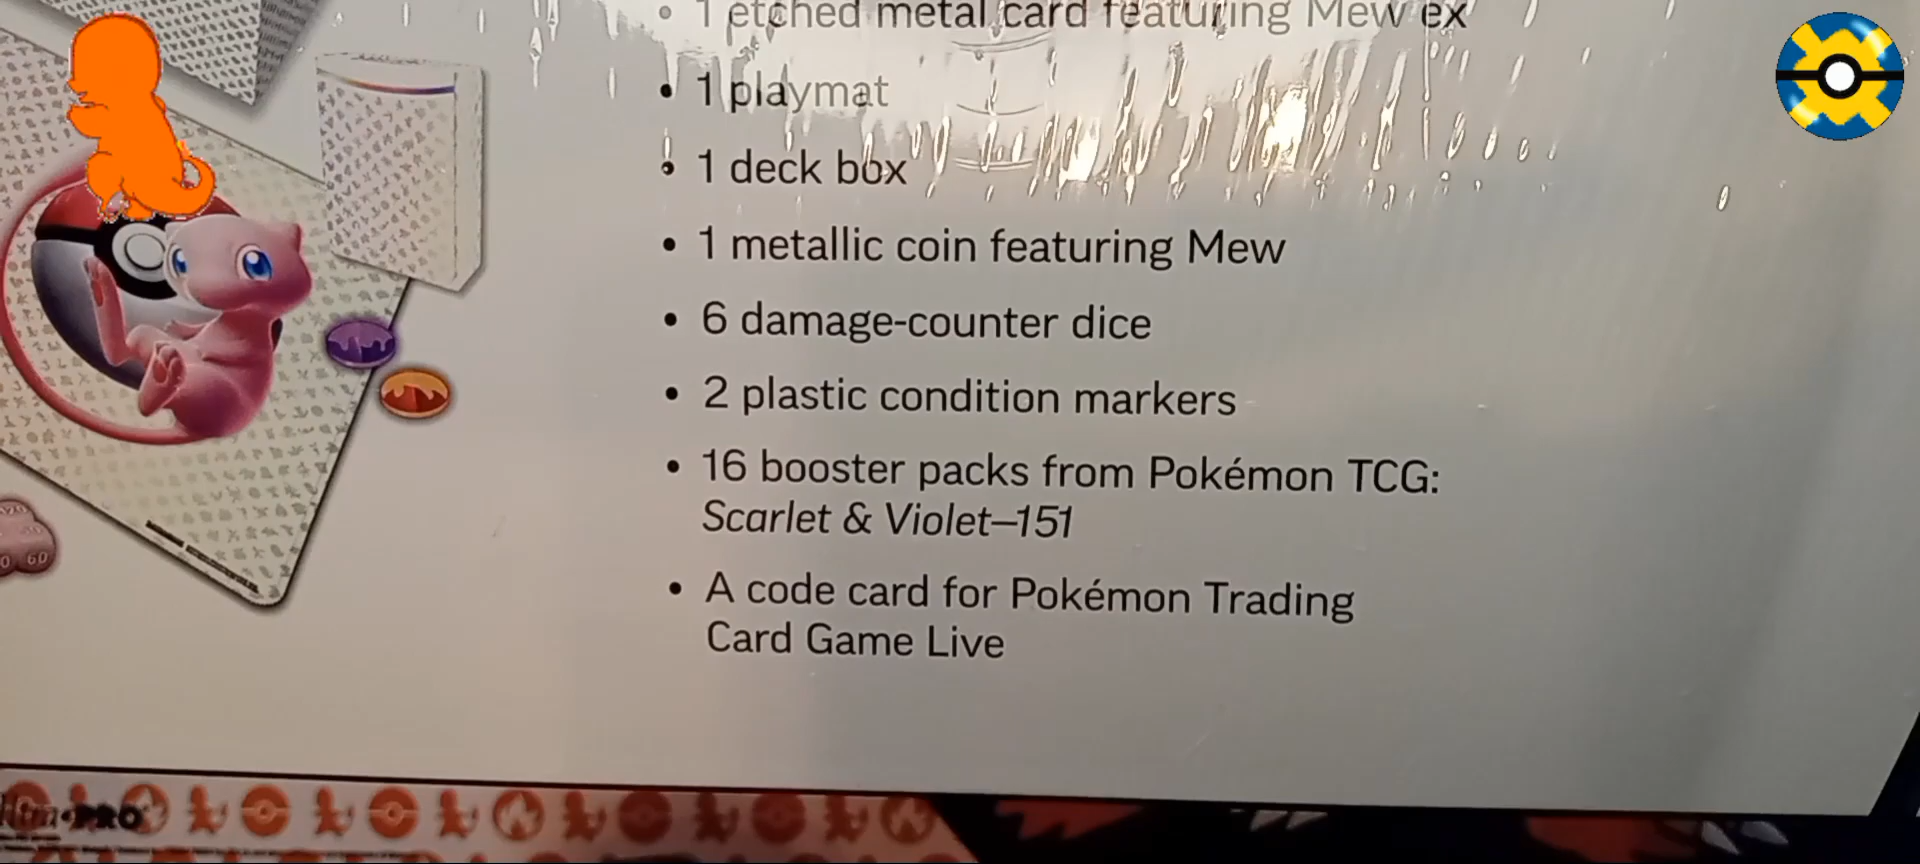 • 1 etched metal card featuring Mew ex
• 1 playmat
• 1 deck box
• 1 metallic coin featuring Mew
• 6 damage-counter dice
• 2 plastic condition markers
• 16 booster packs from Pokémon TCG:
Scarlet & Violet–151
• A code card for Pokémon Trading
Card Game Live
60
PRO